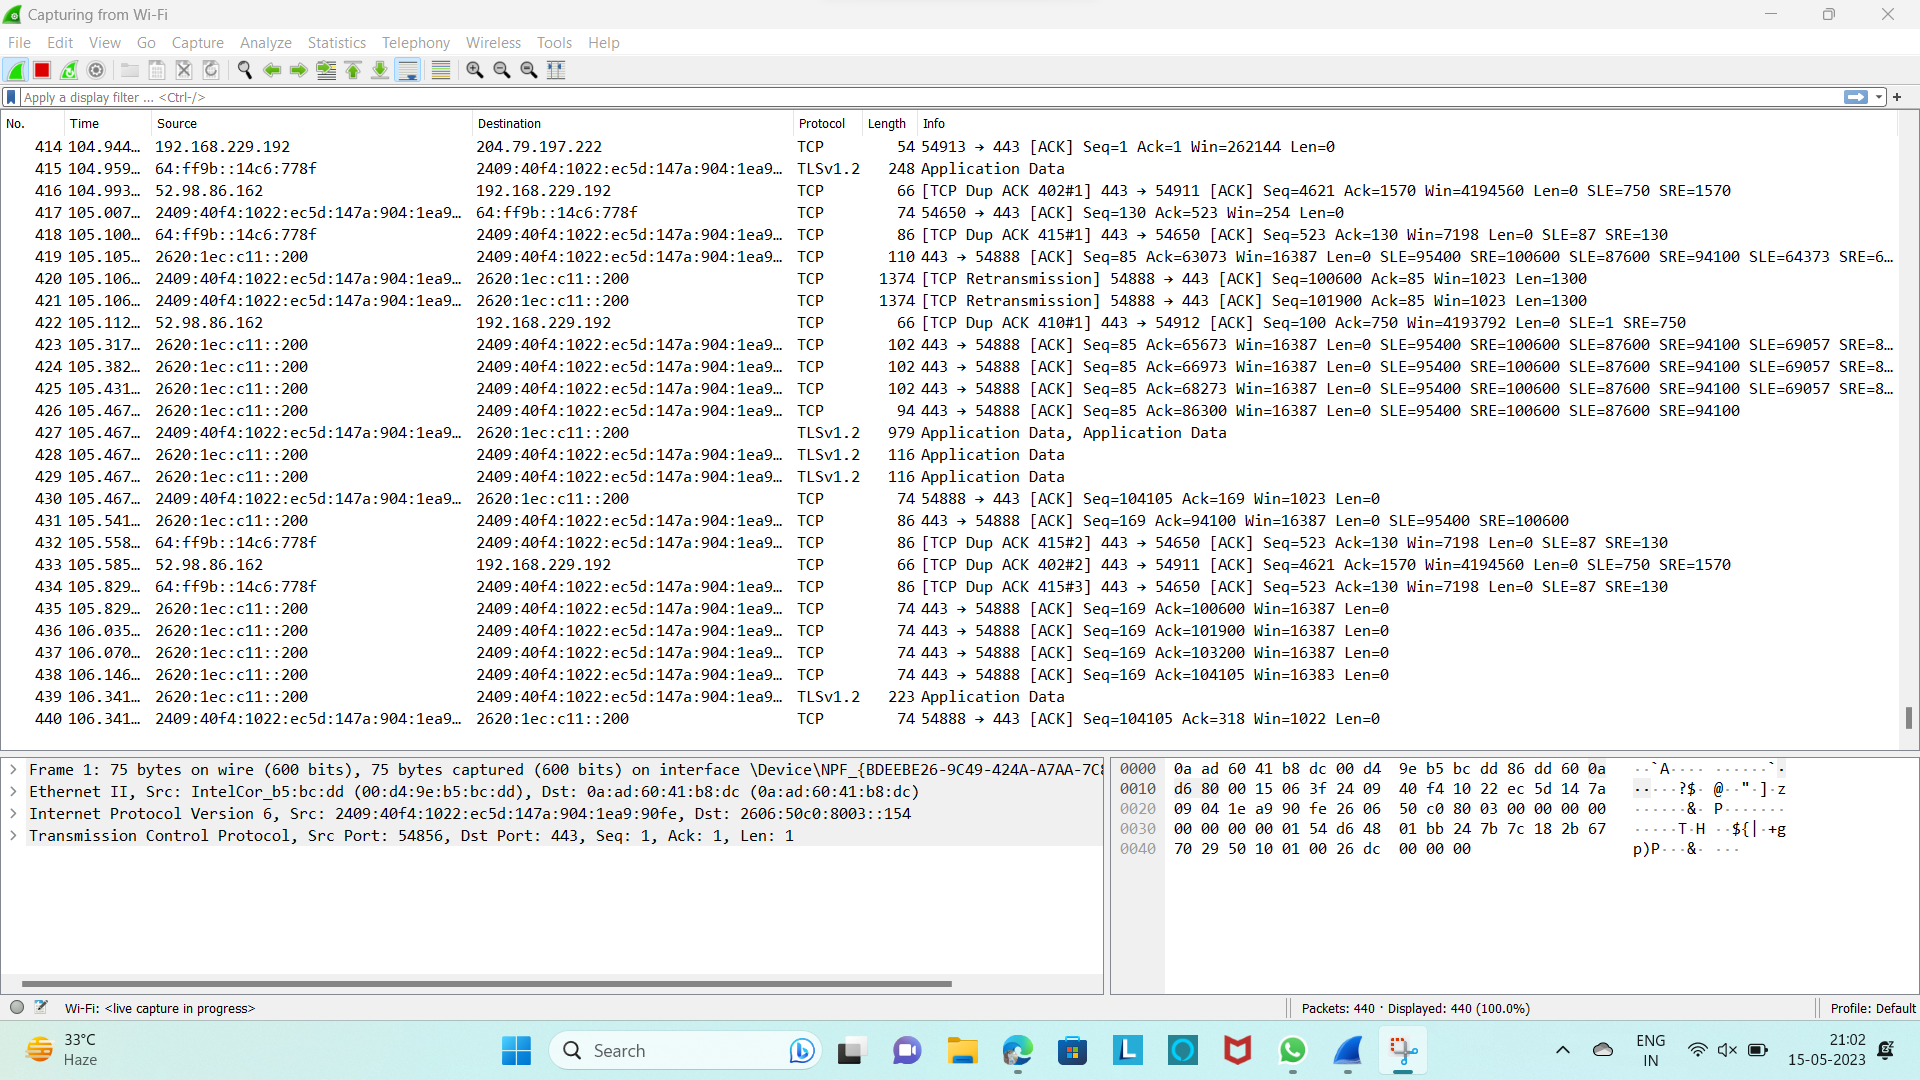 Capturing from Wi-Fi
File Edit View Go Capture Analyze Statistics Telephony Wireless Tools Help
Apply a display filter ... <Ctrl-/>
No. Time Source Destination Protocol Length Info
414 104.944… 192.168.229.192 204.79.197.222 TCP 54 54913 → 443 [ACK] Seq=1 Ack=1 Win=262144 Len=0
415 104.959… 64:ff9b::14c6:778f 2409:40f4:1022:ec5d:147a:904:1ea9… TLSv1.2 248 Application Data
416 104.993… 52.98.86.162 192.168.229.192 TCP 66 [TCP Dup ACK 402#1] 443 → 54911 [ACK] Seq=4621 Ack=1570 Win=4194560 Len=0 SLE=750 SRE=1570
417 105.007… 2409:40f4:1022:ec5d:147a:904:1ea9… 64:ff9b::14c6:778f TCP 74 54650 → 443 [ACK] Seq=130 Ack=523 Win=254 Len=0
418 105.100… 64:ff9b::14c6:778f 2409:40f4:1022:ec5d:147a:904:1ea9… TCP 86 [TCP Dup ACK 415#1] 443 → 54650 [ACK] Seq=523 Ack=130 Win=7198 Len=0 SLE=87 SRE=130
419 105.105… 2620:1ec:c11::200 2409:40f4:1022:ec5d:147a:904:1ea9… TCP 110 443 → 54888 [ACK] Seq=85 Ack=63073 Win=16387 Len=0 SLE=95400 SRE=100600 SLE=87600 SRE=94100 SLE=64373 SRE=6…
420 105.106… 2409:40f4:1022:ec5d:147a:904:1ea9… 2620:1ec:c11::200 TCP 1374 [TCP Retransmission] 54888 → 443 [ACK] Seq=100600 Ack=85 Win=1023 Len=1300
421 105.106… 2409:40f4:1022:ec5d:147a:904:1ea9… 2620:1ec:c11::200 TCP 1374 [TCP Retransmission] 54888 → 443 [ACK] Seq=101900 Ack=85 Win=1023 Len=1300
422 105.112… 52.98.86.162 192.168.229.192 TCP 66 [TCP Dup ACK 410#1] 443 → 54912 [ACK] Seq=100 Ack=750 Win=4193792 Len=0 SLE=1 SRE=750
423 105.317… 2620:1ec:c11::200 2409:40f4:1022:ec5d:147a:904:1ea9… TCP 102 443 → 54888 [ACK] Seq=85 Ack=65673 Win=16387 Len=0 SLE=95400 SRE=100600 SLE=87600 SRE=94100 SLE=69057 SRE=8…
424 105.382… 2620:1ec:c11::200 2409:40f4:1022:ec5d:147a:904:1ea9… TCP 102 443 → 54888 [ACK] Seq=85 Ack=66973 Win=16387 Len=0 SLE=95400 SRE=100600 SLE=87600 SRE=94100 SLE=69057 SRE=8…
425 105.431… 2620:1ec:c11::200 2409:40f4:1022:ec5d:147a:904:1ea9… TCP 102 443 → 54888 [ACK] Seq=85 Ack=68273 Win=16387 Len=0 SLE=95400 SRE=100600 SLE=87600 SRE=94100 SLE=69057 SRE=8…
426 105.467… 2620:1ec:c11::200 2409:40f4:1022:ec5d:147a:904:1ea9… TCP 94 443 → 54888 [ACK] Seq=85 Ack=86300 Win=16387 Len=0 SLE=95400 SRE=100600 SLE=87600 SRE=94100
427 105.467… 2409:40f4:1022:ec5d:147a:904:1ea9… 2620:1ec:c11::200 TLSv1.2 979 Application Data, Application Data
428 105.467… 2620:1ec:c11::200 2409:40f4:1022:ec5d:147a:904:1ea9… TLSv1.2 116 Application Data
429 105.467… 2620:1ec:c11::200 2409:40f4:1022:ec5d:147a:904:1ea9… TLSv1.2 116 Application Data
430 105.467… 2409:40f4:1022:ec5d:147a:904:1ea9… 2620:1ec:c11::200 TCP 74 54888 → 443 [ACK] Seq=104105 Ack=169 Win=1023 Len=0
431 105.541… 2620:1ec:c11::200 2409:40f4:1022:ec5d:147a:904:1ea9… TCP 86 443 → 54888 [ACK] Seq=169 Ack=94100 Win=16387 Len=0 SLE=95400 SRE=100600
432 105.558… 64:ff9b::14c6:778f 2409:40f4:1022:ec5d:147a:904:1ea9… TCP 86 [TCP Dup ACK 415#2] 443 → 54650 [ACK] Seq=523 Ack=130 Win=7198 Len=0 SLE=87 SRE=130
433 105.585… 52.98.86.162 192.168.229.192 TCP 66 [TCP Dup ACK 402#2] 443 → 54911 [ACK] Seq=4621 Ack=1570 Win=4194560 Len=0 SLE=750 SRE=1570
434 105.829… 64:ff9b::14c6:778f 2409:40f4:1022:ec5d:147a:904:1ea9… TCP 86 [TCP Dup ACK 415#3] 443 → 54650 [ACK] Seq=523 Ack=130 Win=7198 Len=0 SLE=87 SRE=130
435 105.829… 2620:1ec:c11::200 2409:40f4:1022:ec5d:147a:904:1ea9… TCP 74 443 → 54888 [ACK] Seq=169 Ack=100600 Win=16387 Len=0
436 106.035… 2620:1ec:c11::200 2409:40f4:1022:ec5d:147a:904:1ea9… TCP 74 443 → 54888 [ACK] Seq=169 Ack=101900 Win=16387 Len=0
437 106.070… 2620:1ec:c11::200 2409:40f4:1022:ec5d:147a:904:1ea9… TCP 74 443 → 54888 [ACK] Seq=169 Ack=103200 Win=16387 Len=0
438 106.146… 2620:1ec:c11::200 2409:40f4:1022:ec5d:147a:904:1ea9… TCP 74 443 → 54888 [ACK] Seq=169 Ack=104105 Win=16383 Len=0
439 106.341… 2620:1ec:c11::200 2409:40f4:1022:ec5d:147a:904:1ea9… TLSv1.2 223 Application Data
440 106.341… 2409:40f4:1022:ec5d:147a:904:1ea9… 2620:1ec:c11::200 TCP 74 54888 → 443 [ACK] Seq=104105 Ack=318 Win=1022 Len=0
Frame 1: 75 bytes on wire (600 bits), 75 bytes captured (600 bits) on interface \Device\NPF_{BDEEBE26-9C49-424A-A7AA-7C8
Ethernet II, Src: IntelCor_b5:bc:dd (00:d4:9e:b5:bc:dd), Dst: 0a:ad:60:41:b8:dc (0a:ad:60:41:b8:dc)
Internet Protocol Version 6, Src: 2409:40f4:1022:ec5d:147a:904:1ea9:90fe, Dst: 2606:50c0:8003::154
Transmission Control Protocol, Src Port: 54856, Dst Port: 443, Seq: 1, Ack: 1, Len: 1
0000 0a ad 60 41 b8 dc 00 d4 9e b5 bc dd 86 dd 60 0a ··`A···· ······`·
0010 d6 80 00 15 06 3f 24 09 40 f4 10 22 ec 5d 14 7a ·····?$· @··"·]·z
0020 09 04 1e a9 90 fe 26 06 50 c0 80 03 00 00 00 00 ······&· P·······
0030 00 00 00 00 01 54 d6 48 01 bb 24 7b 7c 18 2b 67 ·····T·H ··${|·+g
0040 70 29 50 10 01 00 26 dc 00 00 00 p)P···&· ···
Wi-Fi: <live capture in progress> Packets: 440 · Displayed: 440 (100.0%) Profile: Default
33°C
Haze
Search
L
ENG
IN
21:02
15-05-2023